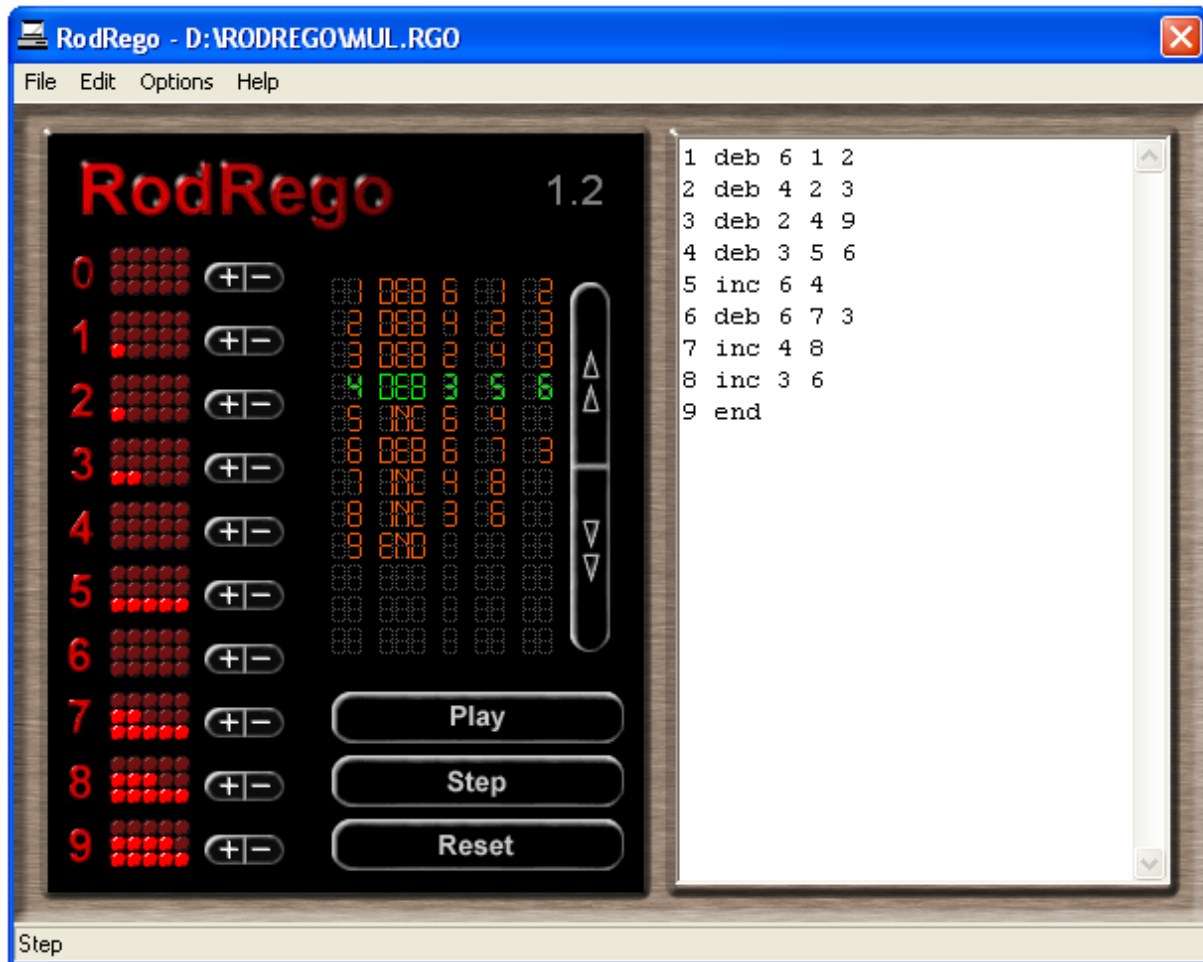 RodRego - D:\RODREGO\MUL.RGO
File Edit Options Help
RodRego 1.2
0 + -
1 + -
2 + -
3 + -
4 + -
5 + -
6 + -
7 + -
8 + -
9 + -
1 DEB 6 1 2
2 DEB 4 2 3
3 DEB 2 4 9
4 DEB 3 5 6
5 INC 6 4
6 DEB 6 7 3
7 INC 4 8
8 INC 3 6
9 END
Play
Step
Reset
1 deb 6 1 2
2 deb 4 2 3
3 deb 2 4 9
4 deb 3 5 6
5 inc 6 4
6 deb 6 7 3
7 inc 4 8
8 inc 3 6
9 end
Step